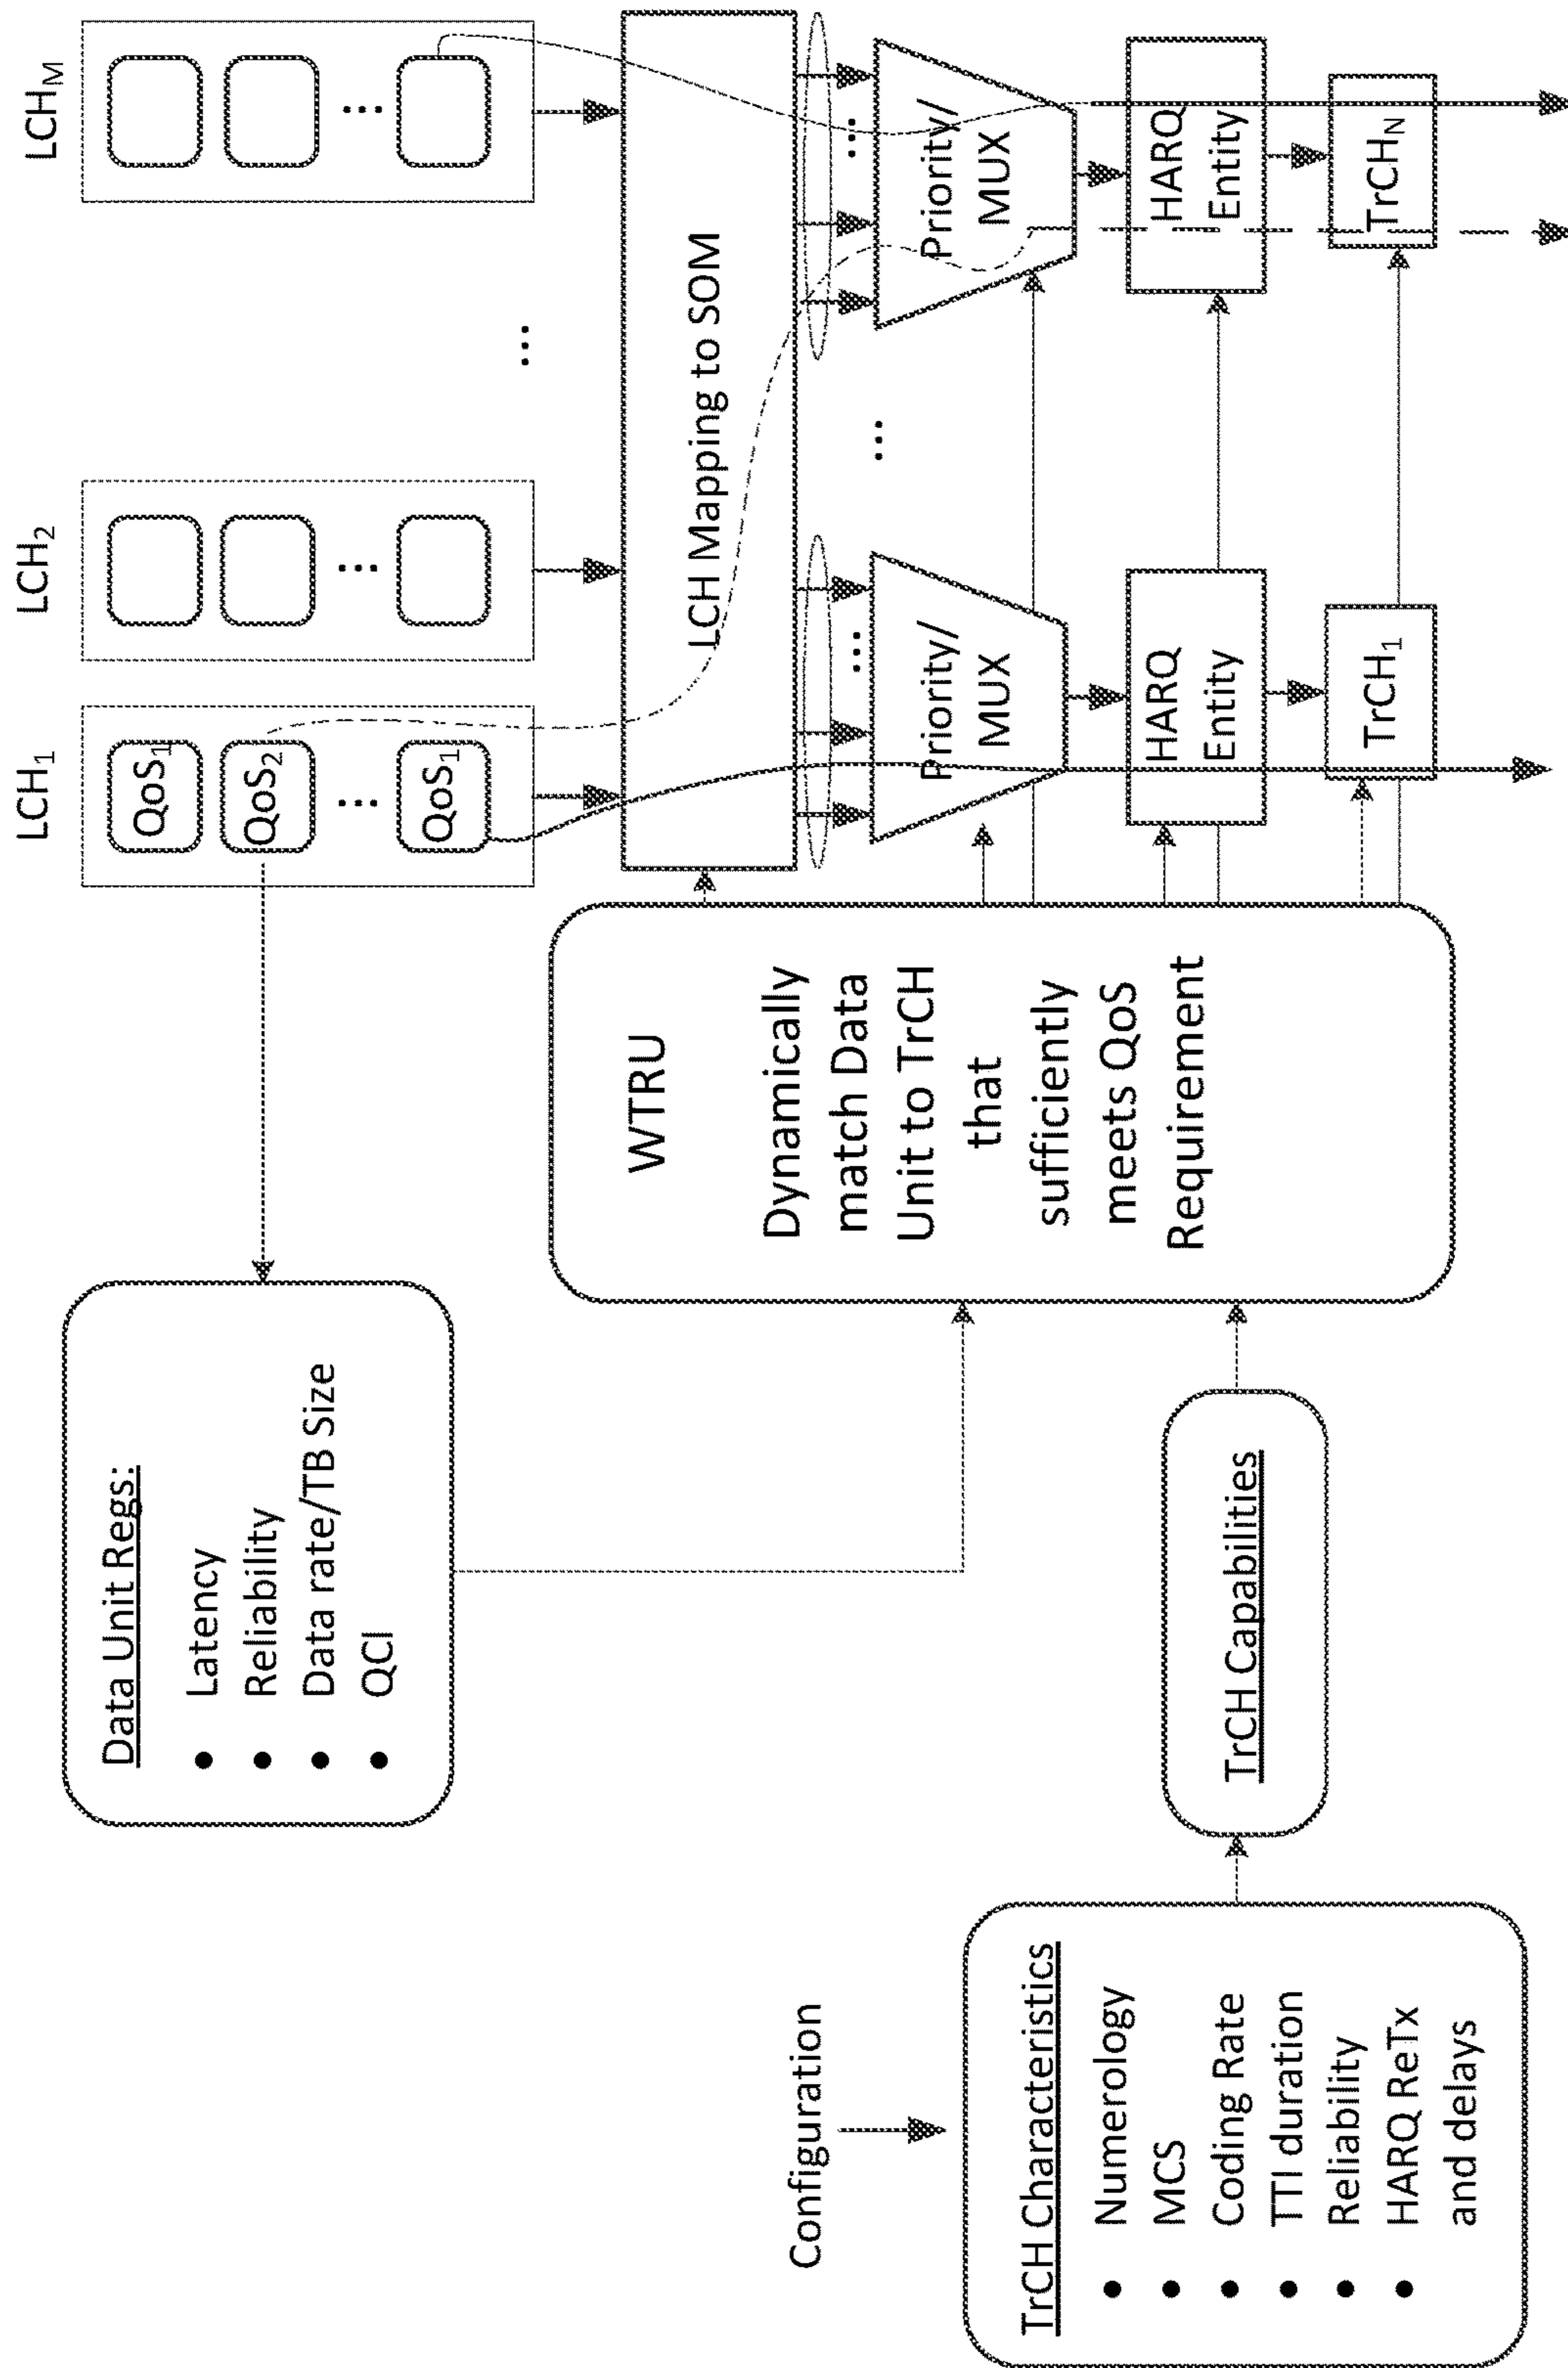 LCH1
LCH2
LCHM
QoS1
QoS2
...
QoS1
...
...
...
LCH Mapping to SOM
...
...
...
Priority/
MUX
Priority/
MUX
HARQ
Entity
HARQ
Entity
TrCH1
TrCHN
Data Unit Reqs:
• Latency
• Reliability
• Data rate/TB Size
• QCI
WTRU
Dynamically
match Data
Unit to TrCH
that
sufficiently
meets QoS
Requirement
Configuration
TrCH Characteristics
• Numerology
• MCS
• Coding Rate
• TTI duration
• Reliability
• HARQ ReTx
and delays
TrCH Capabilities